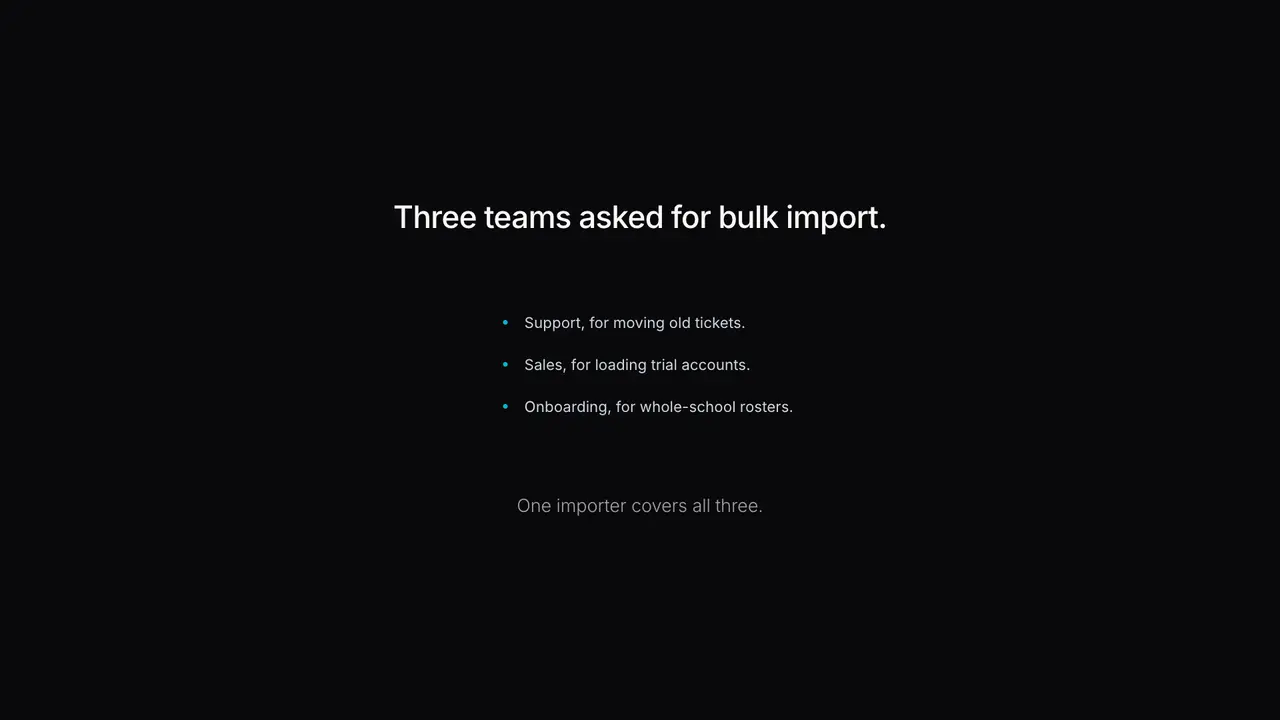 Three teams asked for bulk import.
• Support, for moving old tickets.
• Sales, for loading trial accounts.
• Onboarding, for whole-school rosters.
One importer covers all three.